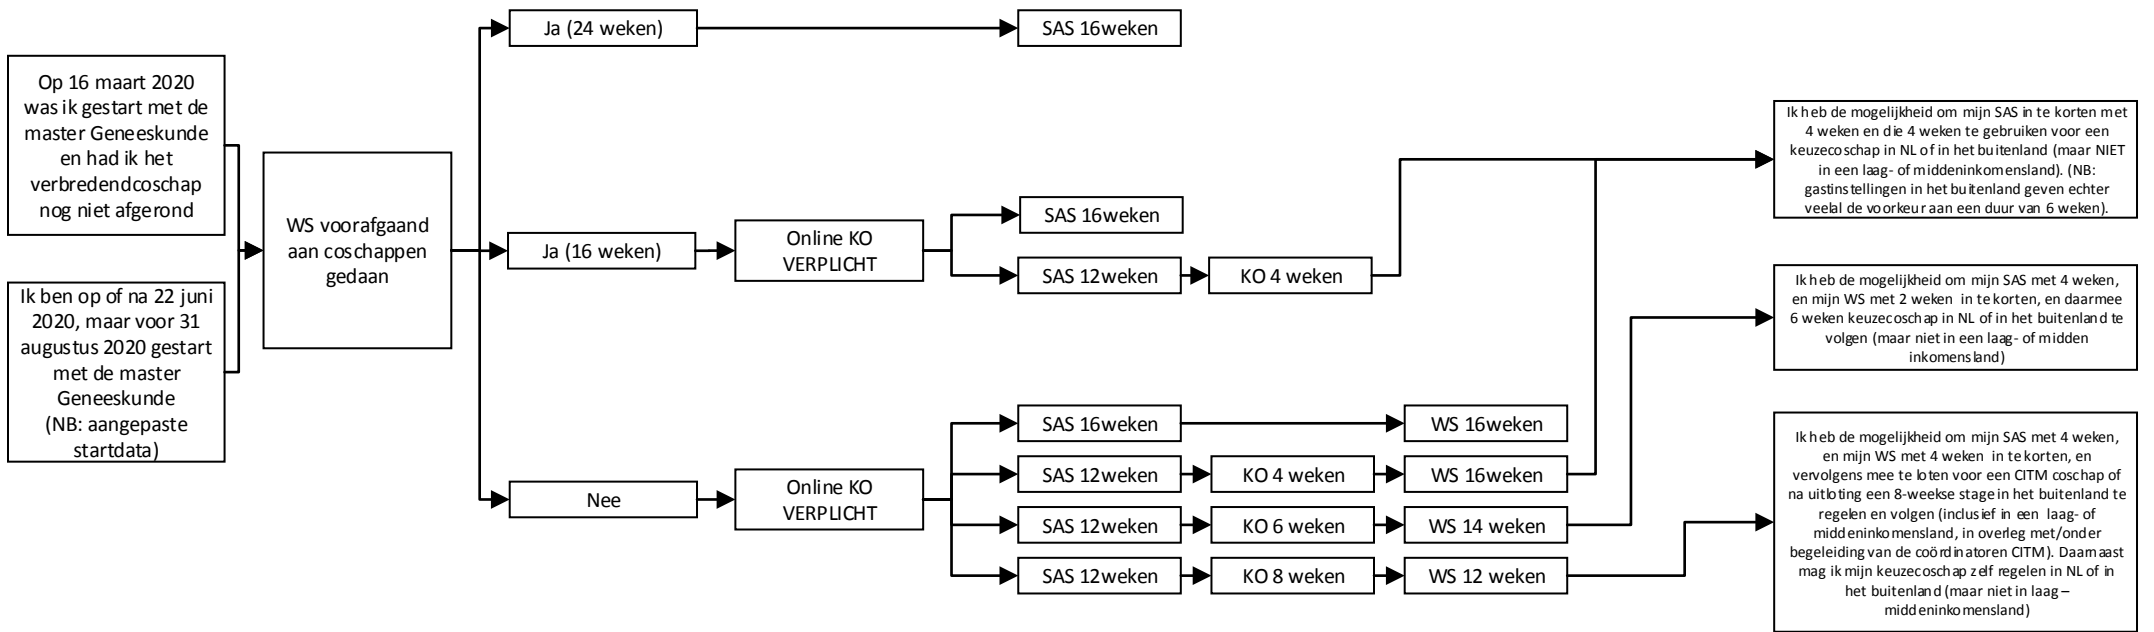 Op 16 maart 2020
was ik gestart met de
master Geneeskunde
en had ik het
verbredendcoschap
nog niet afgerond
Ik ben op of na 22 juni
2020, maar voor 31
augustus 2020 gestart
met de master
Geneeskunde
(NB: aangepaste
startdata)
WS voorafgaand
aan coschappen
gedaan
Ja (24 weken)
SAS 16weken
Ja (16 weken)
Online KO
VERPLICHT
SAS 16weken
SAS 12weken
KO 4 weken
Nee
Online KO
VERPLICHT
SAS 16weken
WS 16weken
SAS 12weken
KO 4 weken
WS 16weken
SAS 12weken
KO 6 weken
WS 14 weken
SAS 12weken
KO 8 weken
WS 12 weken
Ik heb de mogelijkheid om mijn SAS in te korten met
4 weken en die 4 weken te gebruiken voor een
keuzecoschap in NL of in het buitenland (maar NIET
in een laag- of middeninkomensland). (NB:
gastinstellingen in het buitenland geven echter
veelal de voorkeur aan een duur van 6 weken).
Ik heb de mogelijkheid om mijn SAS met 4 weken,
en mijn WS met 2 weken in te korten, en daarmee
6 weken keuzecoschap in NL of in het buitenland te
volgen (maar niet in een laag- of midden
inkomensland)
Ik heb de mogelijkheid om mijn SAS met 4 weken,
en mijn WS met 4 weken in te korten, en
vervolgens mee te loten voor een CITM coschap of
na uitloting een 8-weekse stage in het buitenland te
regelen en volgen (inclusief in een laag- of
middeninkomensland, in overleg met/onder
begeleiding van de coördinatoren CITM). Daarnaast
mag ik mijn keuzecoschap zelf regelen in NL of in
het buitenland (maar niet in laag –
middeninkomensland)